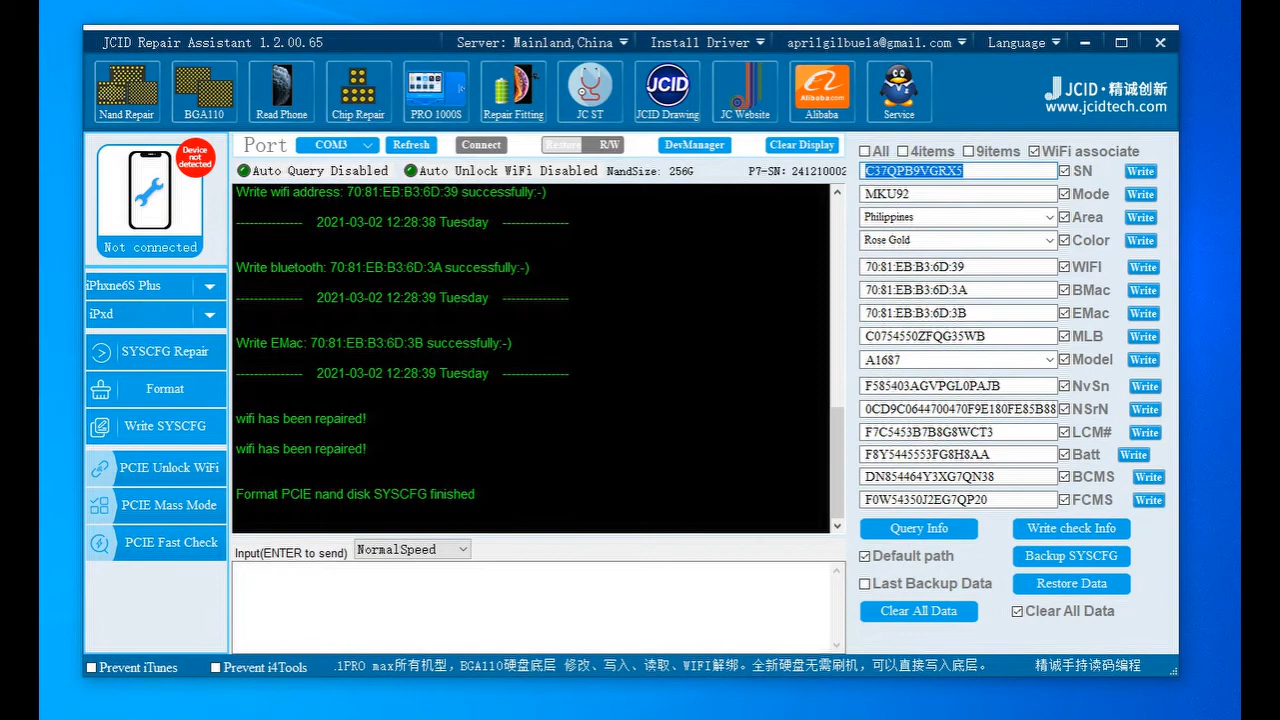 JCID Repair Assistant 1.2.00.65
Server: Mainland,China
Install Driver
aprilgilbuela@gmail.com
Language
Nand Repair
BGA110
Read Phone
Chip Repair
PRO 1000S
Repair Fitting
JC ST
JCID
JCID Drawing
JC Website
Alibaba.com
Alibaba
Service
JCID·精诚创新
www.jcidtech.com
Device not detected
Not connected
iPhxne6S Plus
iPxd
SYSCFG Repair
Format
Write SYSCFG
PCIE Unlock WiFi
PCIE Mass Mode
PCIE Fast Check
Port COM3 Refresh Connect Restore R/W DevManager Clear Display
Auto Query Disabled Auto Unlock WiFi Disabled NandSize: 256G P7-SN: 241210002
Write wifi address: 70:81:EB:B3:6D:39 successfully:-)
--------------- 2021-03-02 12:28:38 Tuesday ---------------
Write bluetooth: 70:81:EB:B3:6D:3A successfully:-)
--------------- 2021-03-02 12:28:39 Tuesday ---------------
Write EMac: 70:81:EB:B3:6D:3B successfully:-)
--------------- 2021-03-02 12:28:39 Tuesday ---------------
wifi has been repaired!
wifi has been repaired!
Format PCIE nand disk SYSCFG finished
Input(ENTER to send) NormalSpeed
All 4items 9items WiFi associate
C37QPB9VGRX5 SN Write
MKU92 Mode Write
Philippines Area Write
Rose Gold Color Write
70:81:EB:B3:6D:39 WIFI Write
70:81:EB:B3:6D:3A BMac Write
70:81:EB:B3:6D:3B EMac Write
C0754550ZFQG35WB MLB Write
A1687 Model Write
F585403AGVPGL0PAJB NvSn Write
0CD9C0644700470F9E180FE85B88 NSrN Write
F7C5453B7B8G8WCT3 LCM# Write
F8Y5445553FG8H8AA Batt Write
DN854464Y3XG7QN38 BCMS Write
F0W54350J2EG7QP20 FCMS Write
Query Info Write check Info
Default path Backup SYSCFG
Last Backup Data Restore Data
Clear All Data Clear All Data
Prevent iTunes Prevent i4Tools .1PRO max所有机型，BGA110硬盘底层 修改、写入、读取、WIFI解绑。全新硬盘无需刷机，可以直接写入底层。 精诚手持读码编程